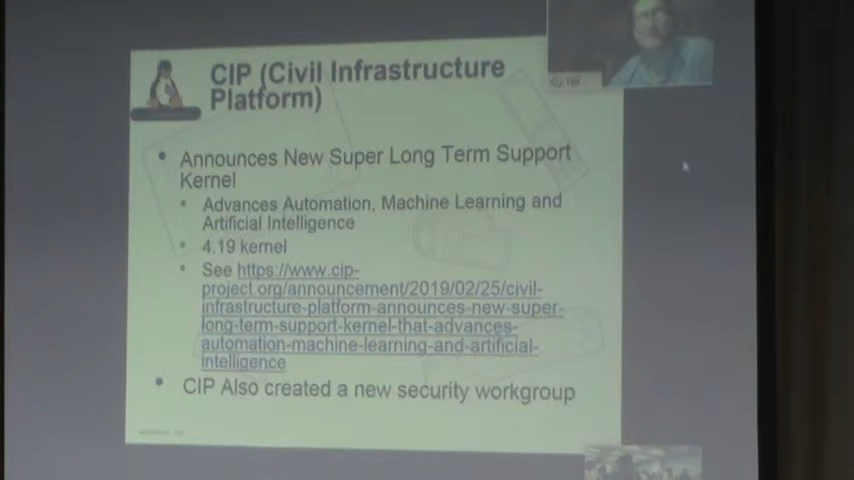 CIP (Civil Infrastructure
Platform)
Announces New Super Long Term Support
Kernel
Advances Automation, Machine Learning and
Artificial Intelligence
4.19 kernel
See https://www.cip-
project.org/announcement/2019/02/25/civil-
infrastructure-platform-announces-new-super-
long-term-support-kernel-that-advances-
automation-machine-learning-and-artificial-
intelligence
CIP Also created a new security workgroup